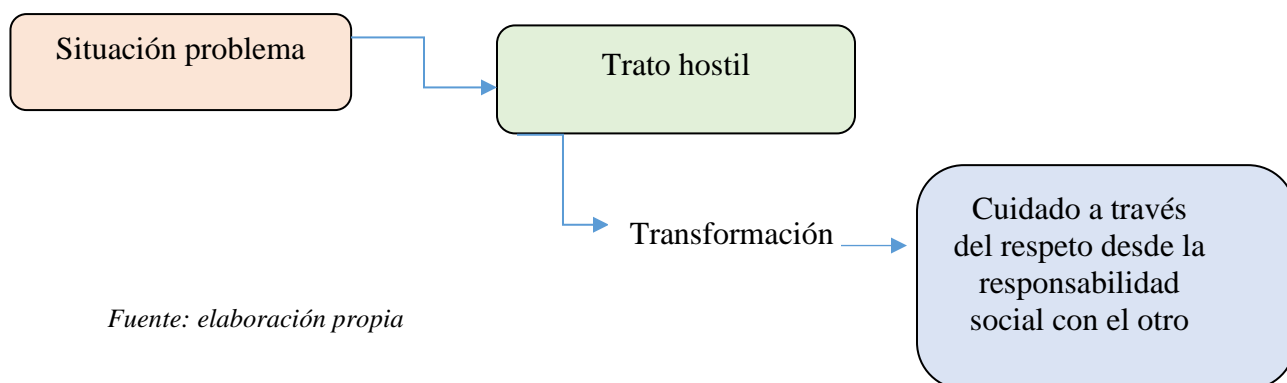 Situación problema
Trato hostil
Transformación
Cuidado a través
del respeto desde la
responsabilidad
social con el otro
Fuente: elaboración propia